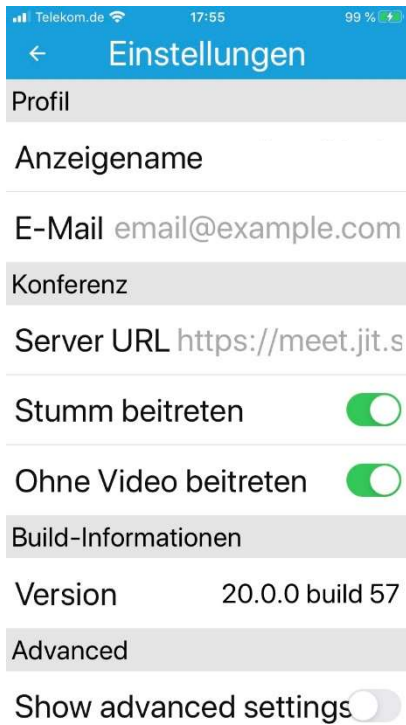 Telekom.de 17:55 99 %
Einstellungen
Profil
Anzeigename
E-Mail email@example.com
Konferenz
Server URL https://meet.jit.s
Stumm beitreten
Ohne Video beitreten
Build-Informationen
Version 20.0.0 build 57
Advanced
Show advanced settings